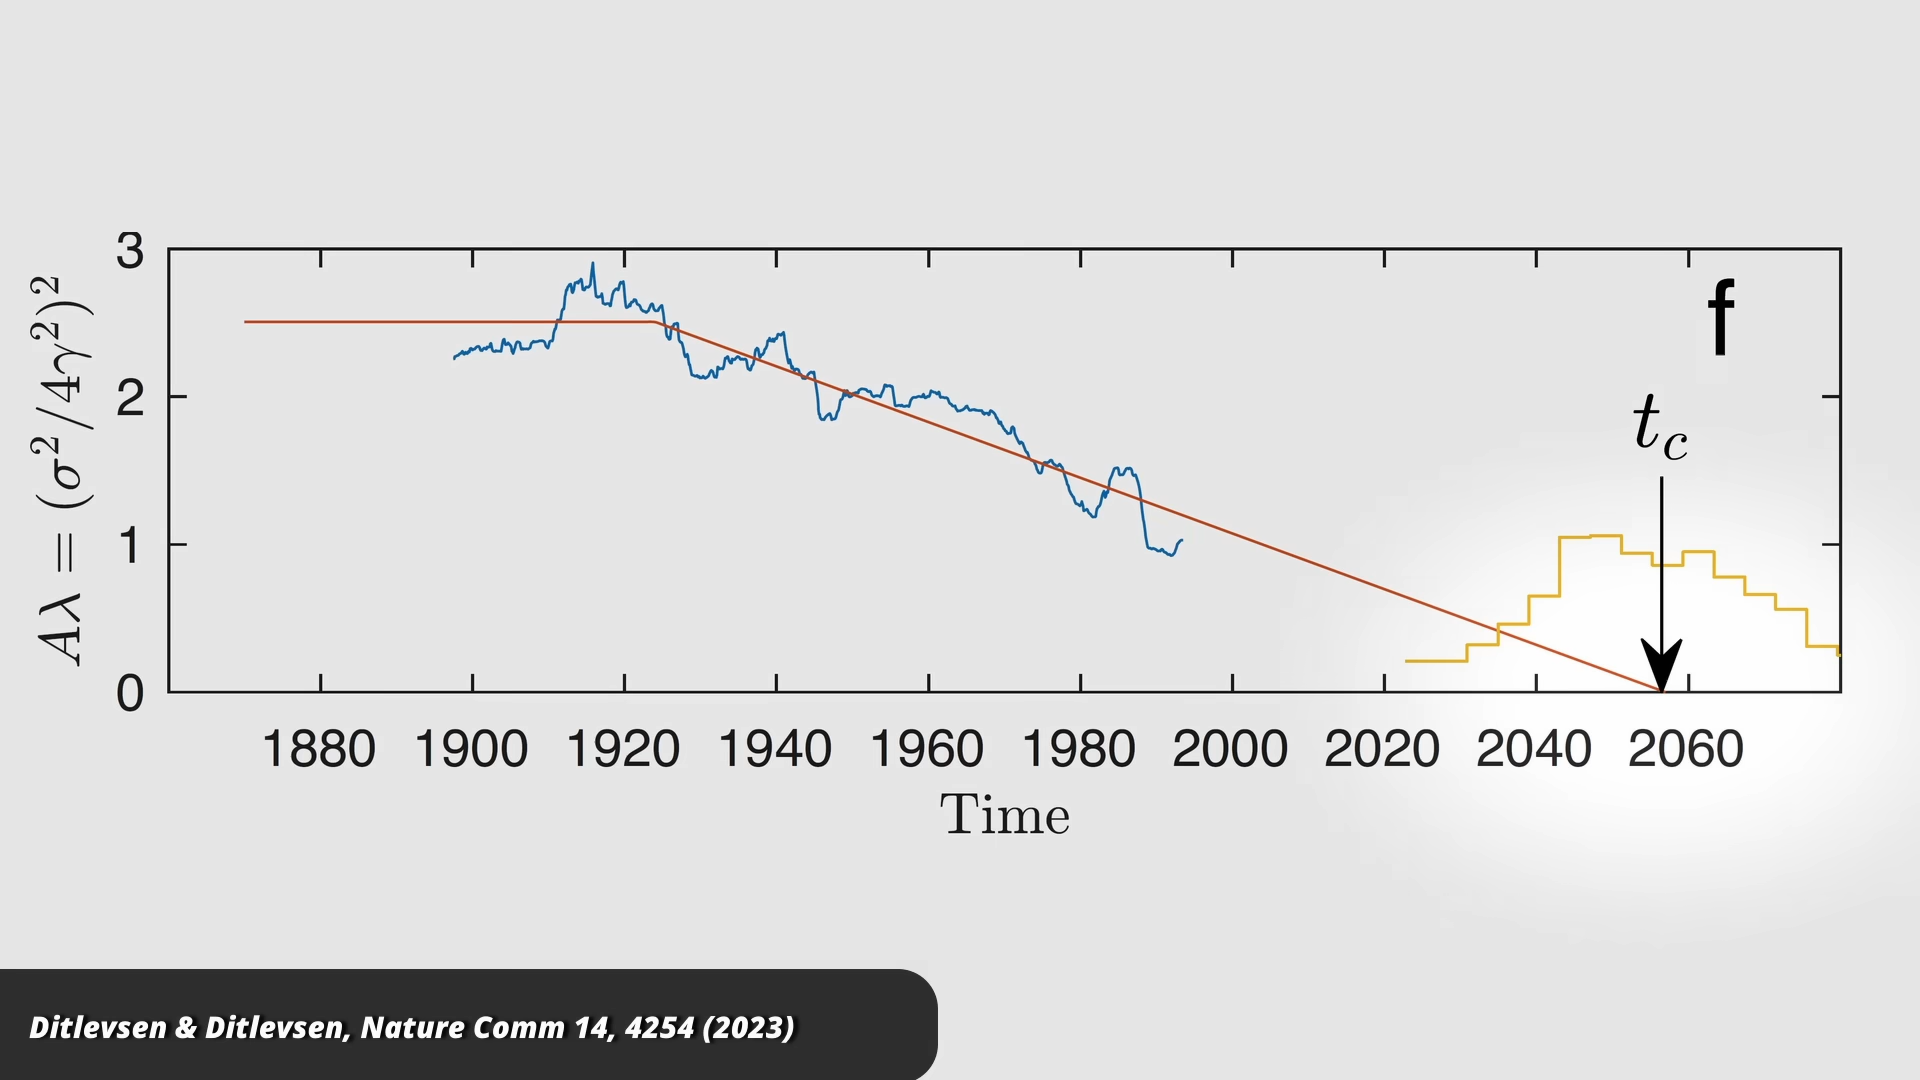 3
2
1
0
Aλ = (σ²/4γ²)²
f
t_c
1880 1900 1920 1940 1960 1980 2000 2020 2040 2060
Time
Ditlevsen & Ditlevsen, Nature Comm 14, 4254 (2023)